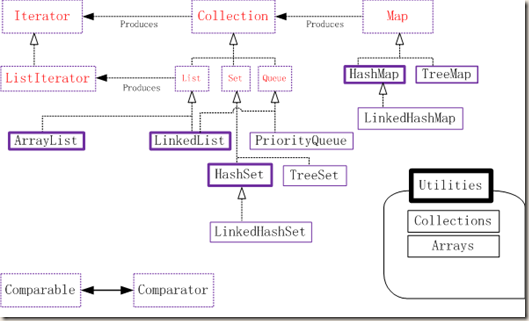 Iterator
Collection
Map
Produces
Produces
ListIterator
List
Set
Queue
Produces
HashMap
TreeMap
LinkedHashMap
ArrayList
LinkedList
PriorityQueue
HashSet
TreeSet
Utilities
Collections
LinkedHashSet
Arrays
Comparable
Comparator